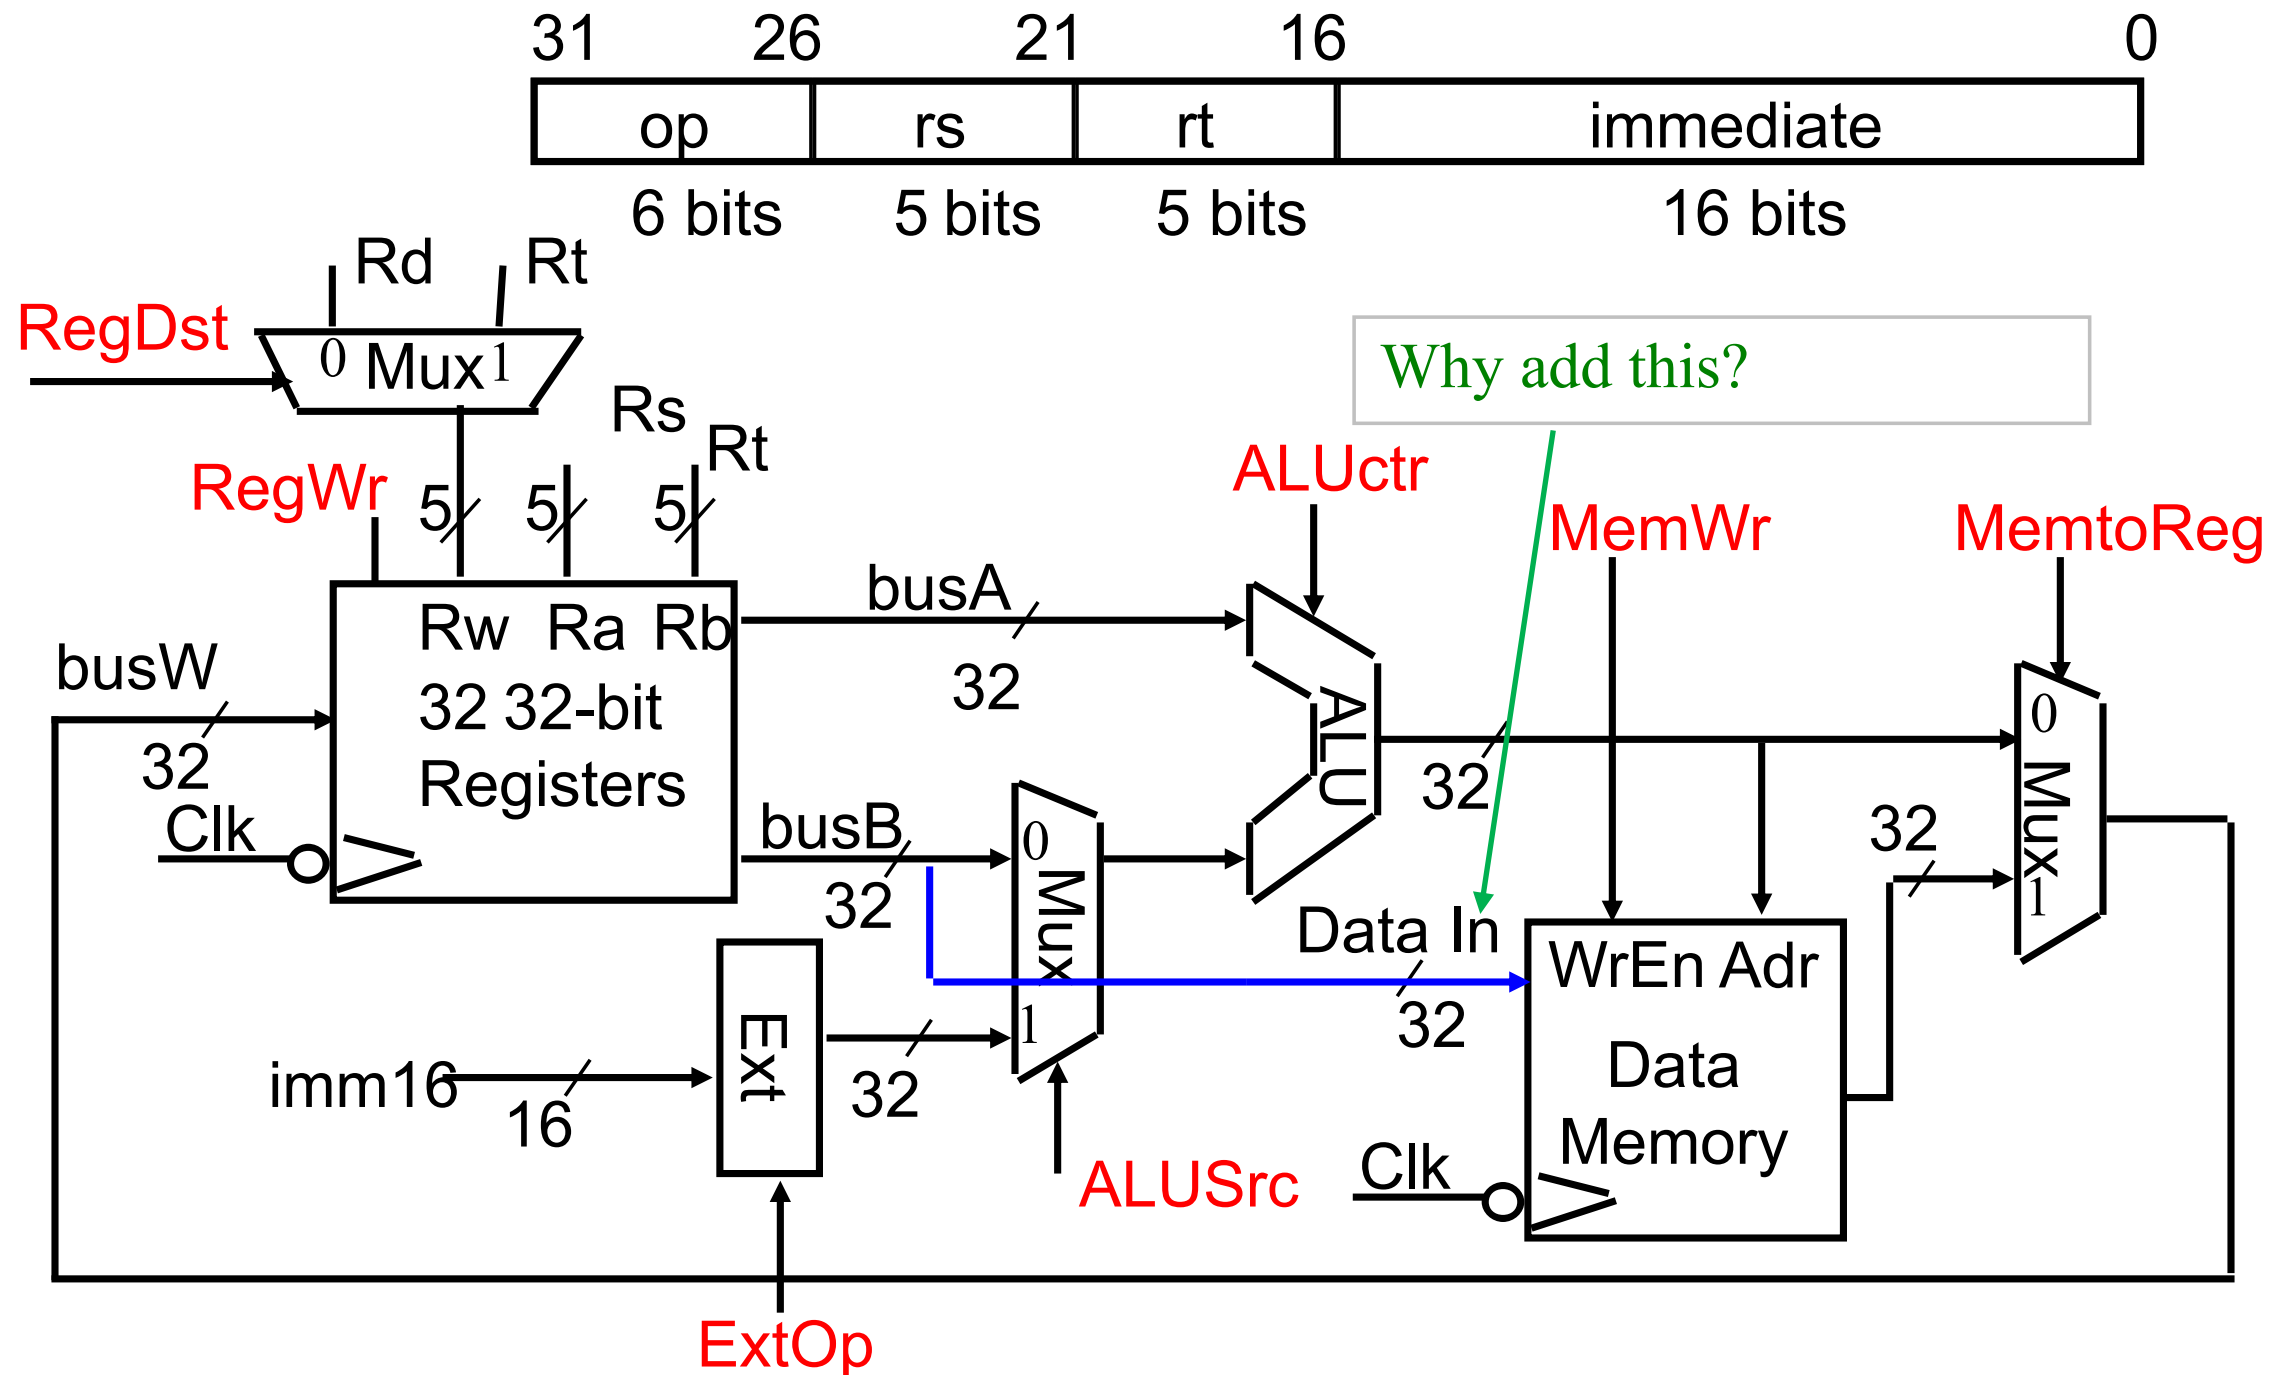 31 26 21 16 0
op rs rt immediate
6 bits 5 bits 5 bits 16 bits
Rd Rt
RegDst
0 Mux 1
Why add this?
Rs
Rt
RegWr
5 5 5
ALUctr
MemWr
MemtoReg
busA
32
Rw Ra Rb
32 32-bit
Registers
busW
32
Clk
ALU
32
0
Mux
1
32
busB
32
0
Mux
1
Data In
32
WrEn Adr
Data
Memory
Clk
Ext
imm16
16
32
ALUSrc
ExtOp